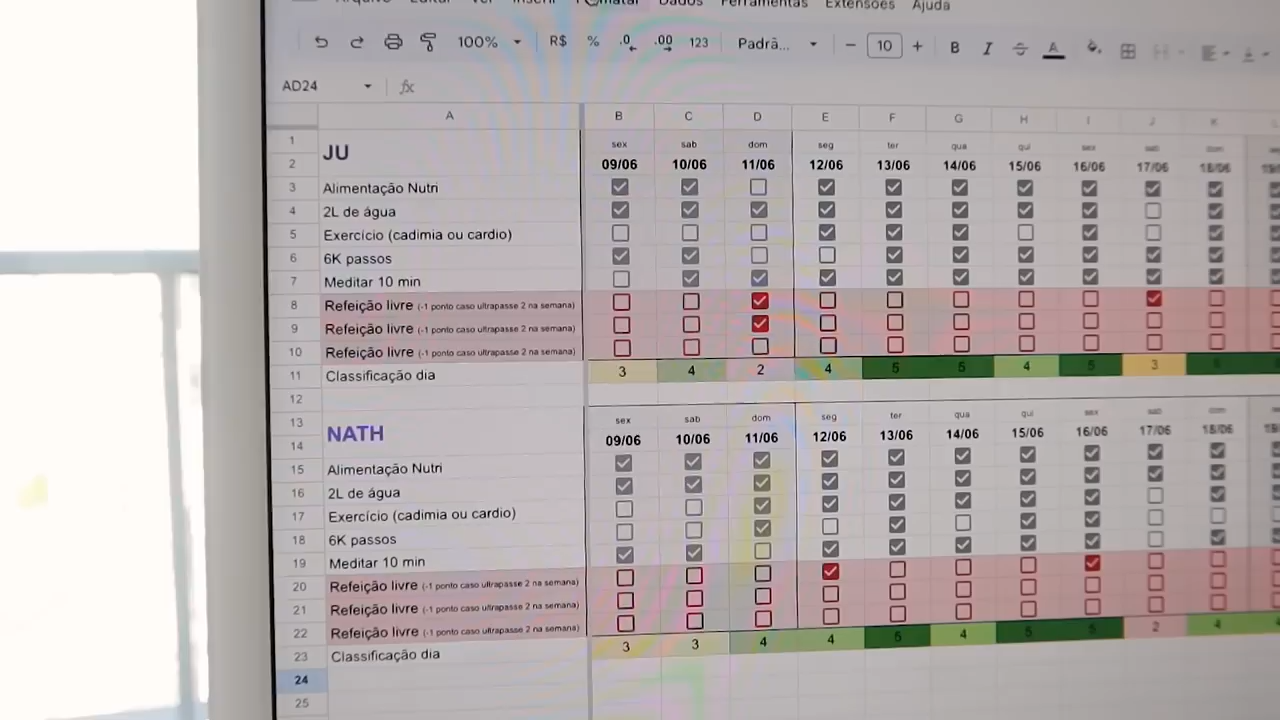 Arquivo Editar Ver Inserir Formatar Dados Ferramentas Extensões Ajuda
100% R$ % .0 .00 123 Padrã... − 10 + B I S A
AD24 fx
A B C D E F G H I J K
1 JU sex sab dom seg ter qua qui sex sab dom
2 09/06 10/06 11/06 12/06 13/06 14/06 15/06 16/06 17/06 18/06
3 Alimentação Nutri
4 2L de água
5 Exercício (cadimia ou cardio)
6 6K passos
7 Meditar 10 min
8 Refeição livre (-1 ponto caso ultrapasse 2 na semana)
9 Refeição livre (-1 ponto caso ultrapasse 2 na semana)
10 Refeição livre (-1 ponto caso ultrapasse 2 na semana)
11 Classificação dia 3 4 2 4 5 5 4 5 3
12
13 NATH sex sab dom seg ter qua qui sex sab dom
14 09/06 10/06 11/06 12/06 13/06 14/06 15/06 16/06 17/06 18/06
15 Alimentação Nutri
16 2L de água
17 Exercício (cadimia ou cardio)
18 6K passos
19 Meditar 10 min
20 Refeição livre (-1 ponto caso ultrapasse 2 na semana)
21 Refeição livre (-1 ponto caso ultrapasse 2 na semana)
22 Refeição livre (-1 ponto caso ultrapasse 2 na semana)
23 Classificação dia 3 3 4 4 5 4 5 5 2 4
24
25